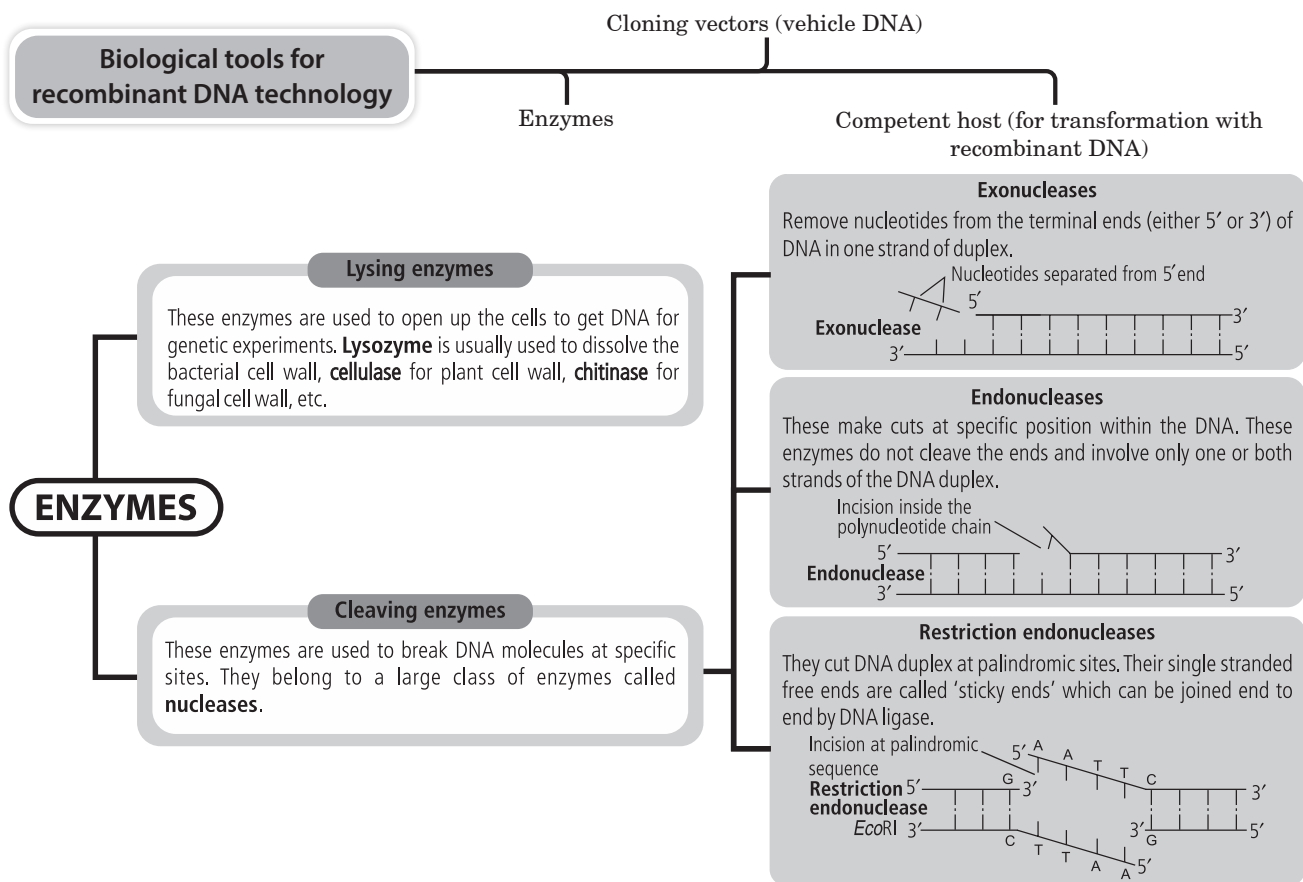 Cloning vectors (vehicle DNA)
Biological tools for
recombinant DNA technology
Enzymes
Competent host (for transformation with
recombinant DNA)
ENZYMES
Lysing enzymes
These enzymes are used to open up the cells to get DNA for
genetic experiments. Lysozyme is usually used to dissolve the
bacterial cell wall, cellulase for plant cell wall, chitinase for
fungal cell wall, etc.
Cleaving enzymes
These enzymes are used to break DNA molecules at specific
sites. They belong to a large class of enzymes called
nucleases.
Exonucleases
Remove nucleotides from the terminal ends (either 5′ or 3′) of
DNA in one strand of duplex.
Nucleotides separated from 5′ end
5′
3′
Exonuclease
3′ 5′
Endonucleases
These make cuts at specific position within the DNA. These
enzymes do not cleave the ends and involve only one or both
strands of the DNA duplex.
Incision inside the
polynucleotide chain
5′ 3′
Endonuclease
3′ 5′
Restriction endonucleases
They cut DNA duplex at palindromic sites. Their single stranded
free ends are called ‘sticky ends’ which can be joined end to
end by DNA ligase.
Incision at palindromic
sequence
5′ A A T T C
Restriction 5′ G 3′ 3′
endonuclease
EcoRI 3′ 3′ 5′
C T T A A 5′ G